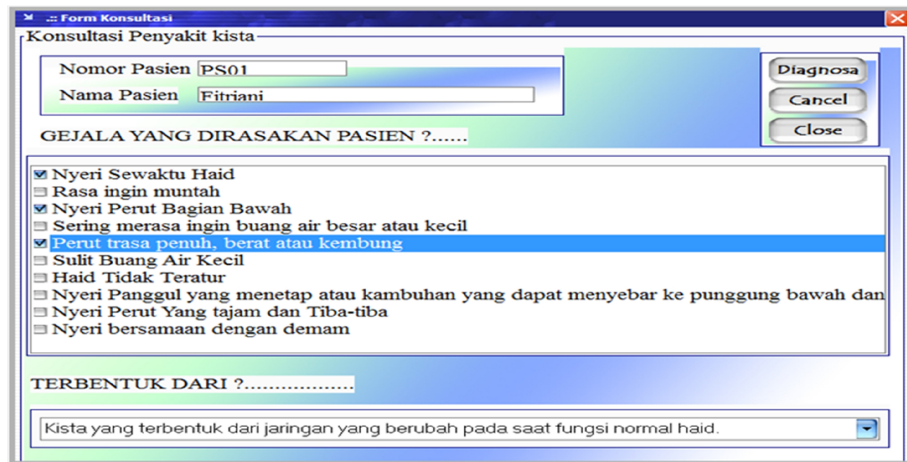 .:: Form Konsultasi
Konsultasi Penyakit kista
Nomor Pasien PS01
Nama Pasien Fitriani
Diagnosa
Cancel
Close
GEJALA YANG DIRASAKAN PASIEN ?......
Nyeri Sewaktu Haid
Rasa ingin muntah
Nyeri Perut Bagian Bawah
Sering merasa ingin buang air besar atau kecil
Perut trasa penuh, berat atau kembung
Sulit Buang Air Kecil
Haid Tidak Teratur
Nyeri Panggul yang menetap atau kambuhan yang dapat menyebar ke punggung bawah dan
Nyeri Perut Yang tajam dan Tiba-tiba
Nyeri bersamaan dengan demam
TERBENTUK DARI ?..................
Kista yang terbentuk dari jaringan yang berubah pada saat fungsi normal haid.